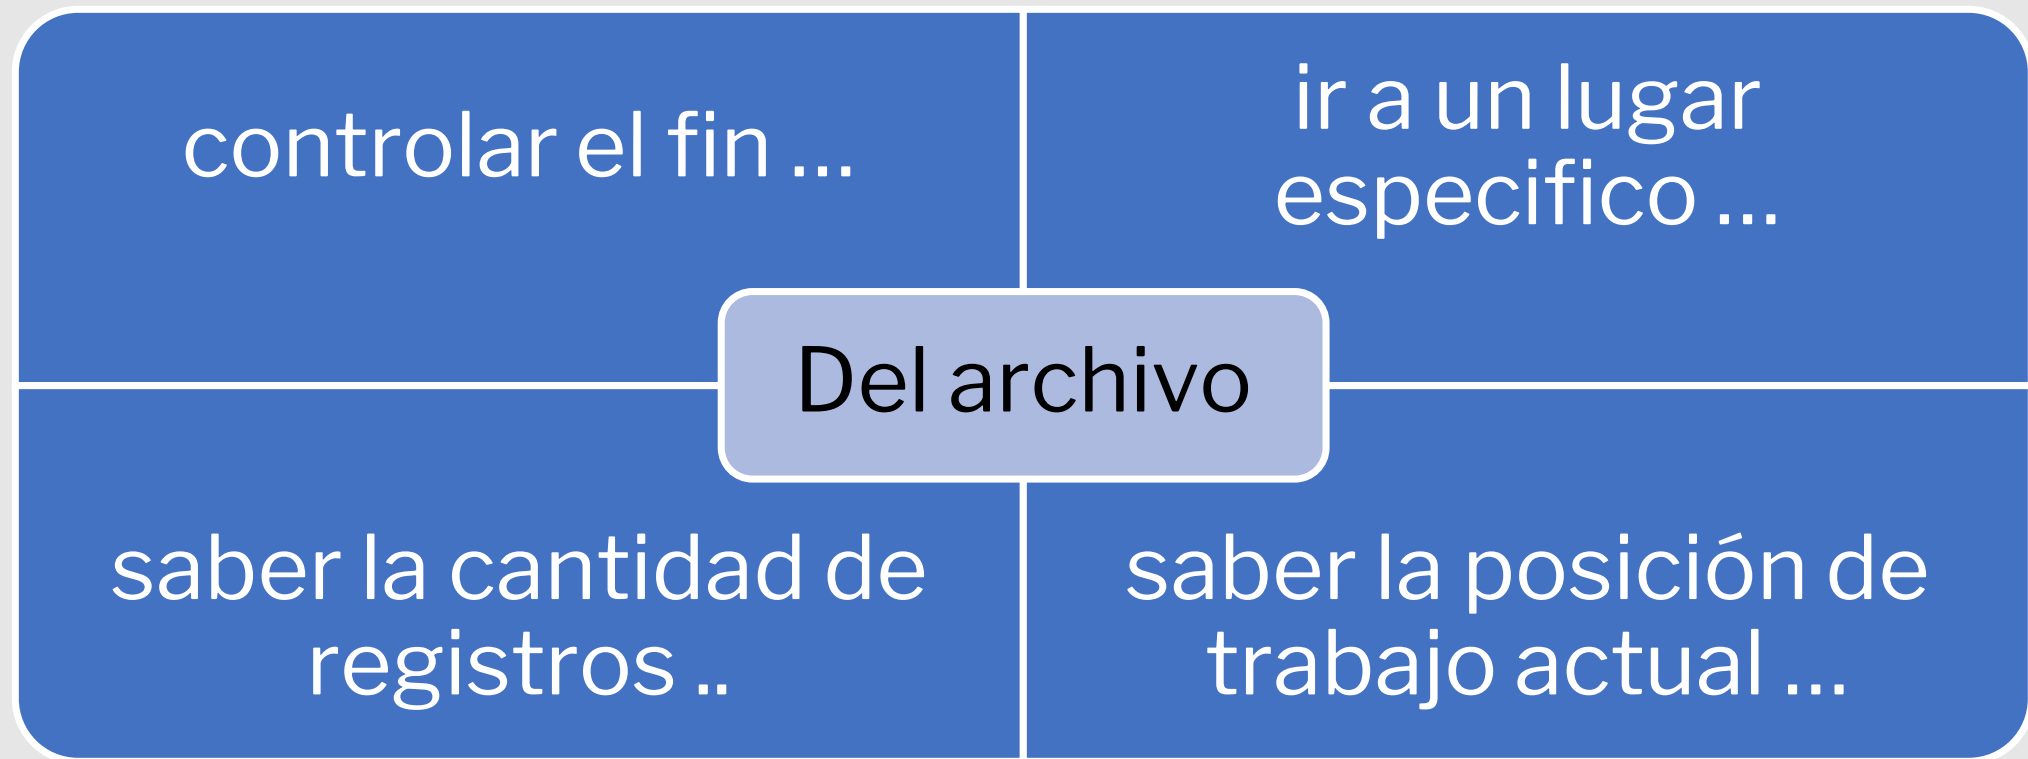 controlar el fin ...
ir a un lugar
especifico ...
Del archivo
saber la cantidad de
registros ..
saber la posición de
trabajo actual ...